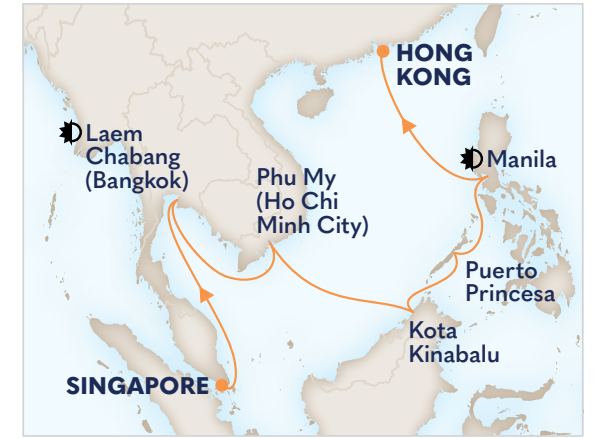 HONG
KONG
Laem
Chabang
(Bangkok)
Manila
Phu My
(Ho Chi
Minh City)
Puerto
Princesa
Kota
Kinabalu
SINGAPORE